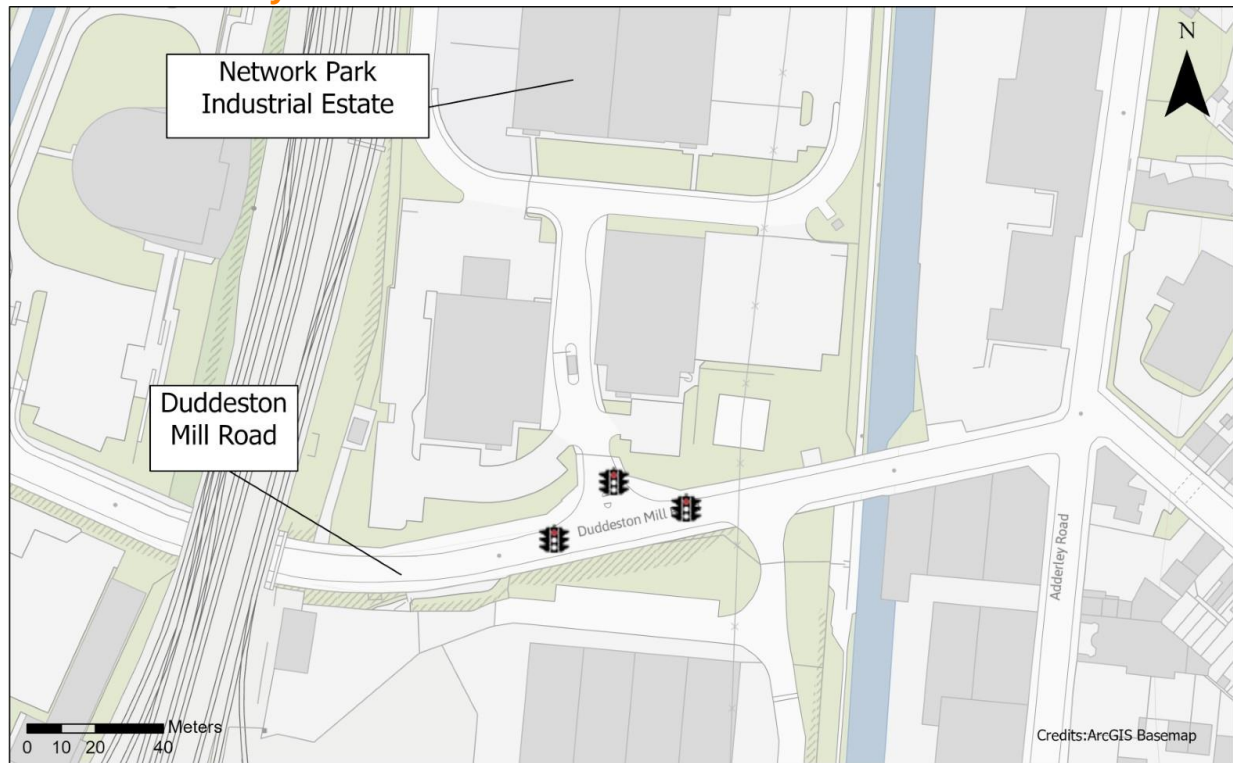 Network Park
Industrial Estate
N
Duddeston
Mill Road
Duddeston Mill
Adderley Road
Meters
0 10 20 40
Credits:ArcGIS Basemap